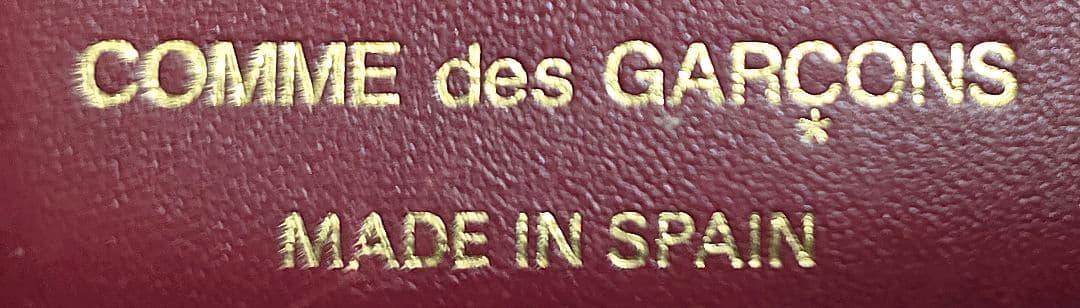 COMME des GARÇONS
MADE IN SPAIN